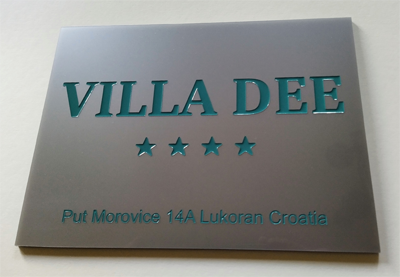 VILLA DEE
Put Morovice 14A Lukoran Croatia